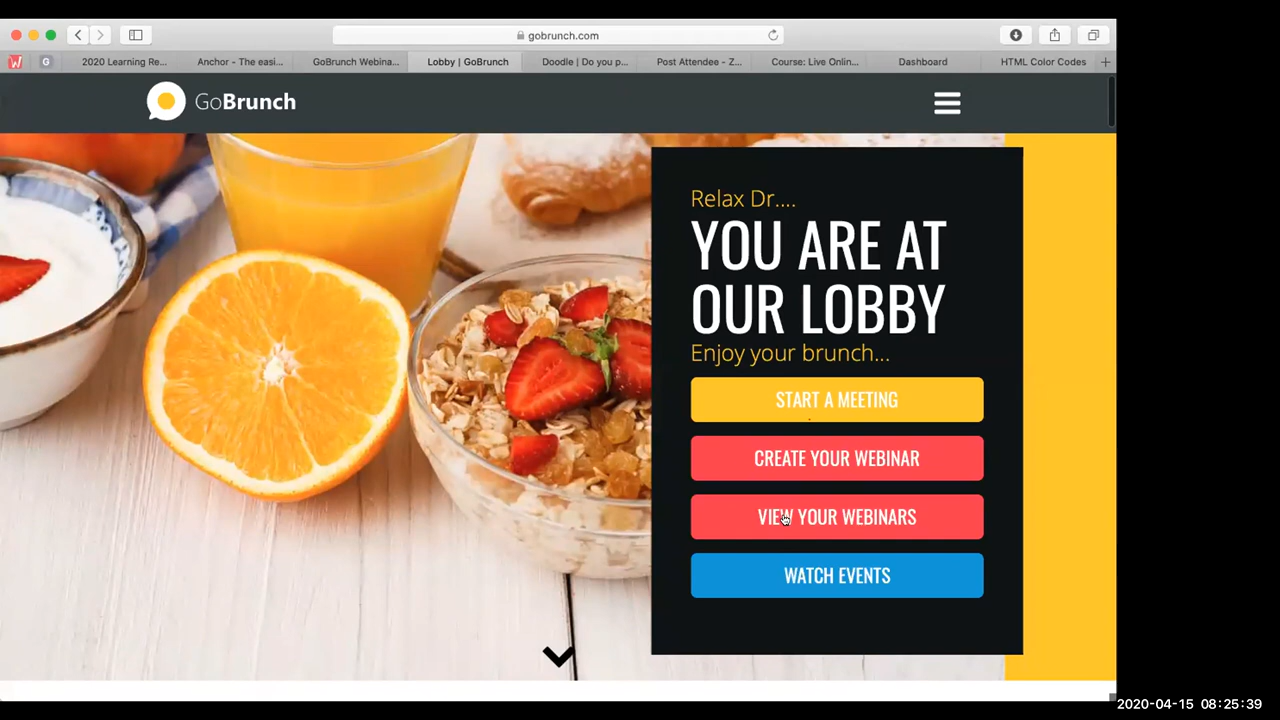 gobrunch.com
W
G
2020 Learning Re...
Anchor - The easi...
GoBrunch Webina...
Lobby | GoBrunch
Doodle | Do you p...
Post Attendee - Z...
Course: Live Onlin...
Dashboard
HTML Color Codes
GoBrunch
Relax Dr....
YOU ARE AT
OUR LOBBY
Enjoy your brunch...
START A MEETING
CREATE YOUR WEBINAR
VIEW YOUR WEBINARS
WATCH EVENTS
2020-04-15 08:25:39